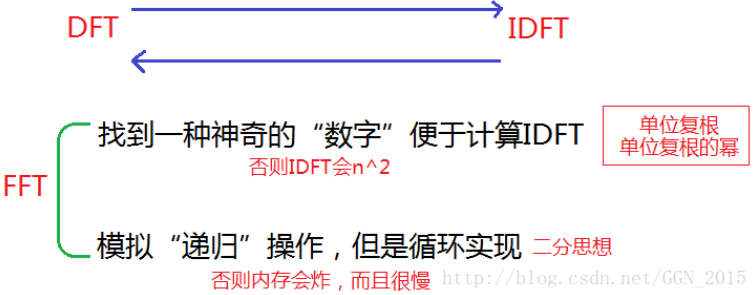 DFT
IDFT
找到一种神奇的“数字”便于计算IDFT
单位复根
单位复根的幂
否则IDFT会n^2
FFT
模拟“递归”操作，但是循环实现 二分思想
否则内存会炸，而且很慢
http://blog.csdn.net/GGN_2015